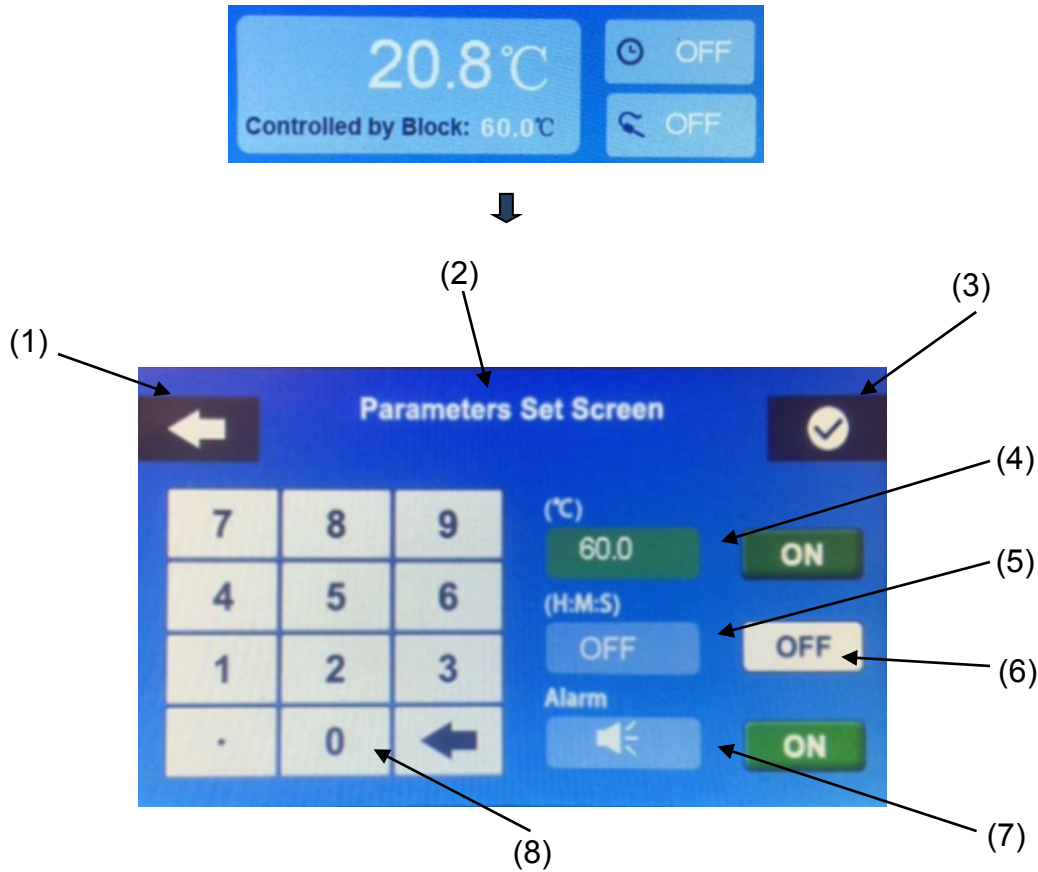 20.8℃
OFF
Controlled by Block: 60.0℃
OFF
(2)
(3)
(1)
Parameters Set Screen
(4)
7 8 9
(℃)
60.0
ON
(5)
4 5 6
(H:M:S)
OFF
OFF
(6)
1 2 3
Alarm
. 0
ON
(7)
(8)